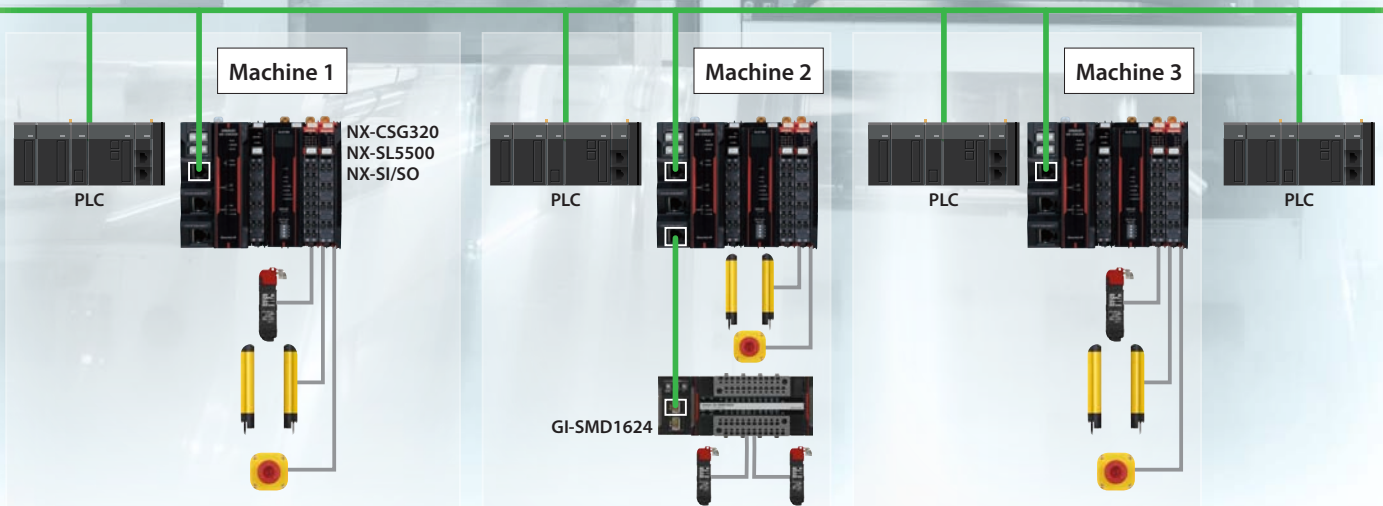 Machine 1
Machine 2
Machine 3
NX-CSG320
NX-SL5500
NX-SI/SO
PLC
PLC
PLC
PLC
GI-SMD1624